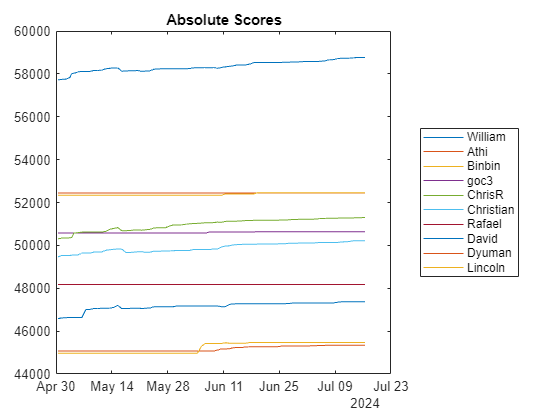 Absolute Scores
60000
58000
56000
54000
52000
50000
48000
46000
44000
Apr 30 May 14 May 28 Jun 11 Jun 25 Jul 09 Jul 23
2024
William
Athi
Binbin
goc3
ChrisR
Christian
Rafael
David
Dyuman
Lincoln